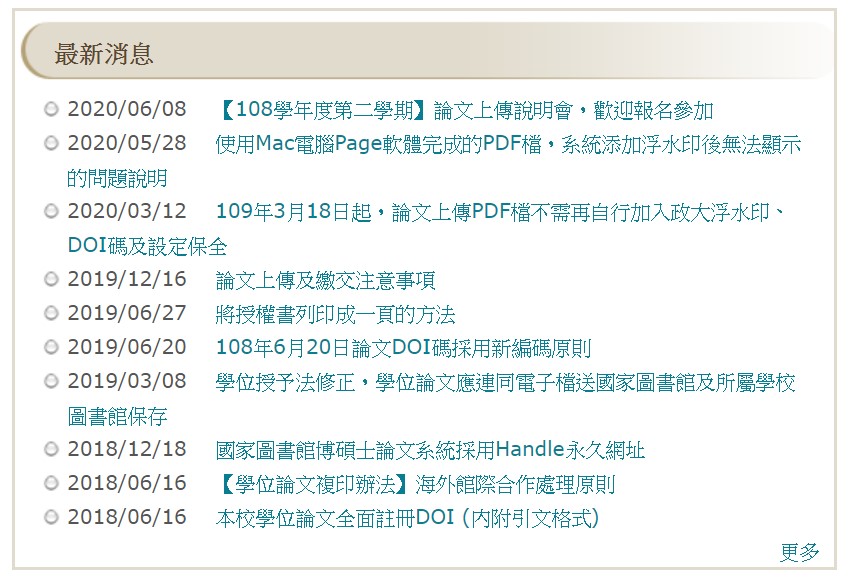 最新消息
2020/06/08 【108學年度第二學期】論文上傳說明會，歡迎報名參加
2020/05/28 使用Mac電腦Page軟體完成的PDF檔，系統添加浮水印後無法顯示
的問題說明
2020/03/12 109年3月18日起，論文上傳PDF檔不需再自行加入政大浮水印、
DOI碼及設定保全
2019/12/16 論文上傳及繳交注意事項
2019/06/27 將授權書列印成一頁的方法
2019/06/20 108年6月20日論文DOI碼採用新編碼原則
2019/03/08 學位授予法修正，學位論文應連同電子檔送國家圖書館及所屬學校
圖書館保存
2018/12/18 國家圖書館博碩士論文系統採用Handle永久網址
2018/06/16 【學位論文複印辦法】海外館際合作處理原則
2018/06/16 本校學位論文全面註冊DOI (內附引文格式)
更多